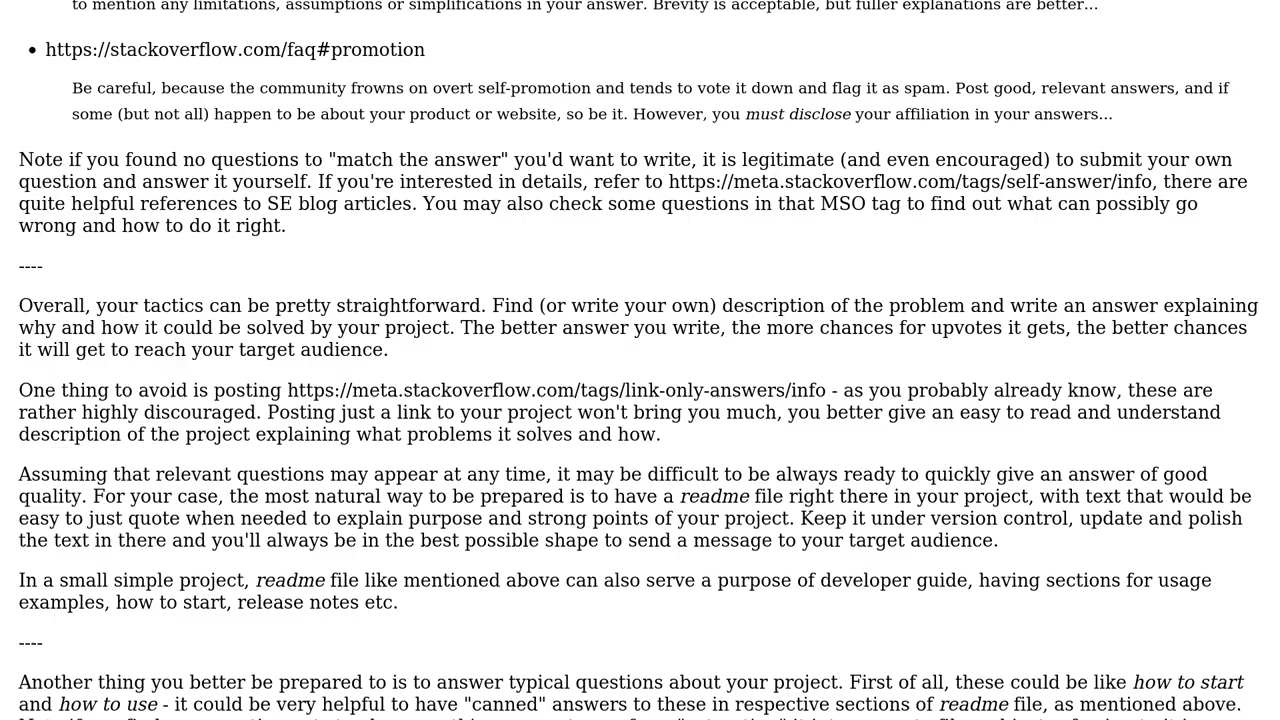 to mention any limitations, assumptions or simplifications in your answer. Brevity is acceptable, but fuller explanations are better...
• https://stackoverflow.com/faq#promotion
Be careful, because the community frowns on overt self-promotion and tends to vote it down and flag it as spam. Post good, relevant answers, and if
some (but not all) happen to be about your product or website, so be it. However, you must disclose your affiliation in your answers...
Note if you found no questions to "match the answer" you'd want to write, it is legitimate (and even encouraged) to submit your own
question and answer it yourself. If you're interested in details, refer to https://meta.stackoverflow.com/tags/self-answer/info, there are
quite helpful references to SE blog articles. You may also check some questions in that MSO tag to find out what can possibly go
wrong and how to do it right.
----
Overall, your tactics can be pretty straightforward. Find (or write your own) description of the problem and write an answer explaining
why and how it could be solved by your project. The better answer you write, the more chances for upvotes it gets, the better chances
it will get to reach your target audience.
One thing to avoid is posting https://meta.stackoverflow.com/tags/link-only-answers/info - as you probably already know, these are
rather highly discouraged. Posting just a link to your project won't bring you much, you better give an easy to read and understand
description of the project explaining what problems it solves and how.
Assuming that relevant questions may appear at any time, it may be difficult to be always ready to quickly give an answer of good
quality. For your case, the most natural way to be prepared is to have a readme file right there in your project, with text that would be
easy to just quote when needed to explain purpose and strong points of your project. Keep it under version control, update and polish
the text in there and you'll always be in the best possible shape to send a message to your target audience.
In a small simple project, readme file like mentioned above can also serve a purpose of developer guide, having sections for usage
examples, how to start, release notes etc.
----
Another thing you better be prepared to is to answer typical questions about your project. First of all, these could be like how to start
and how to use - it could be very helpful to have "canned" answers to these in respective sections of readme file, as mentioned above.